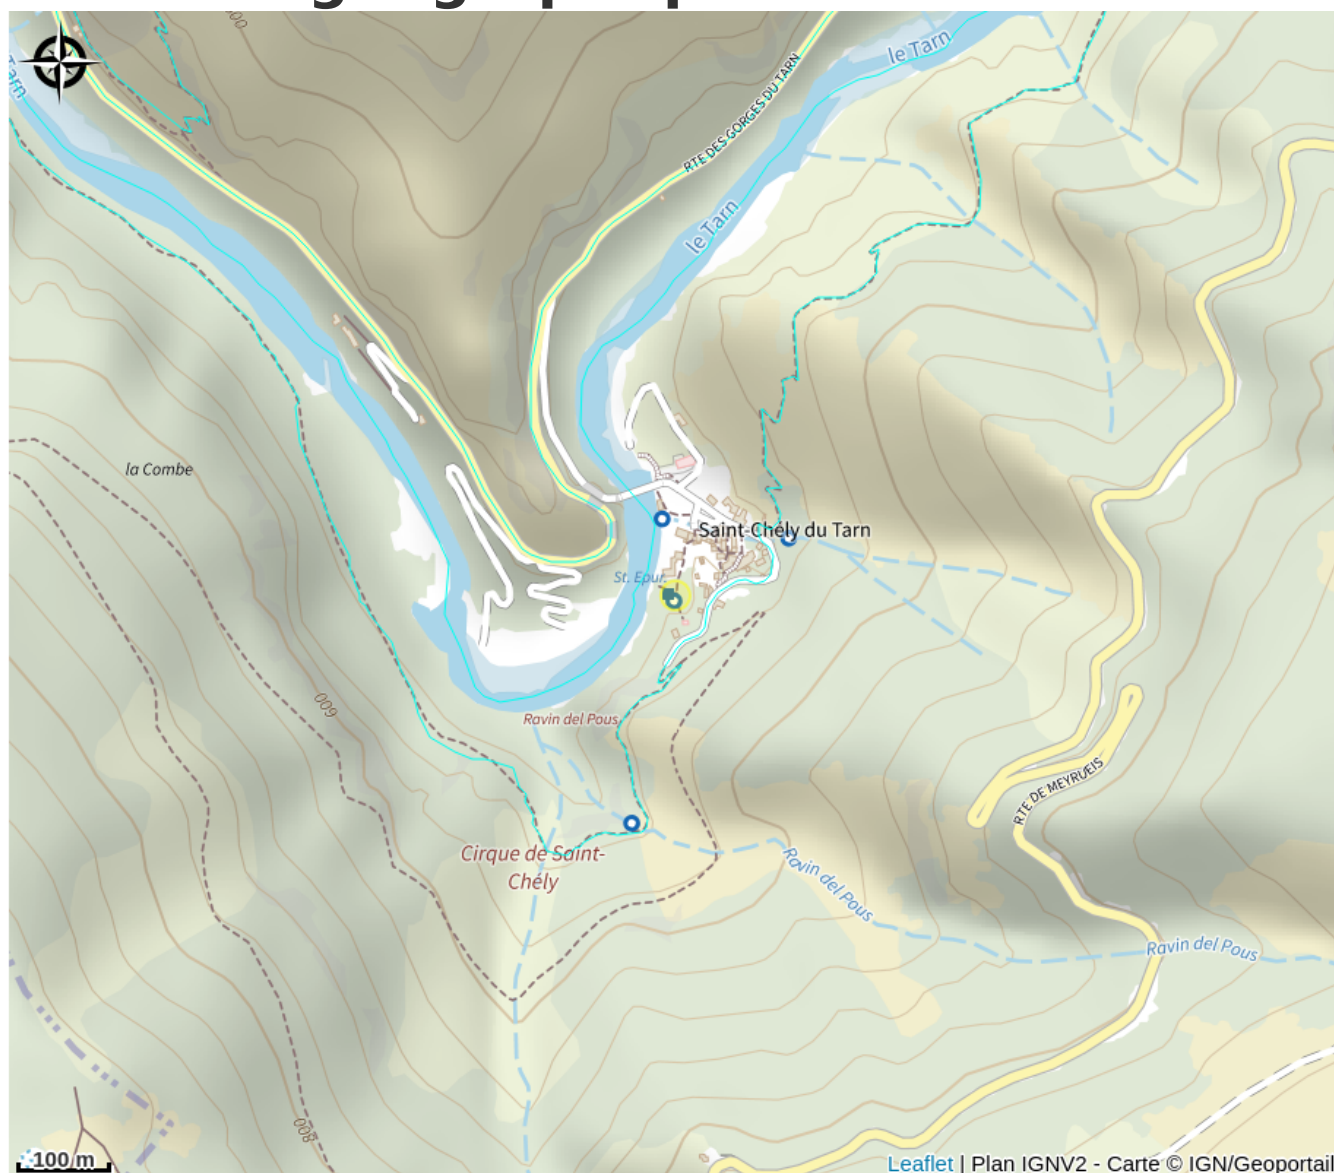 le Tarn
Tarn
RTE DES GORGES DU TARN
le Tarn
la Combe
Saint-Chély du Tarn
St. Epur.
600
Ravin del Pous
RTE DE MEYRUEIS
Cirque de Saint-
Chély
Ravin del Pous
Ravin del Pous
800
100 m
Leaflet | Plan IGNV2 - Carte © IGN/Geoportail